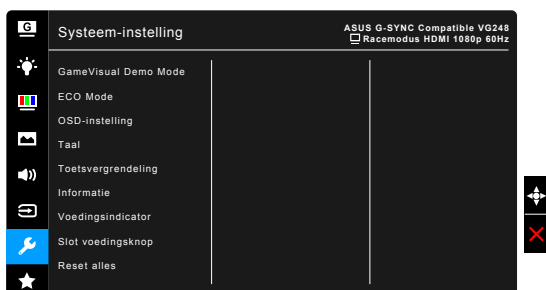 G
Systeem-instelling
ASUS G-SYNC Compatible VG248
Racemodus HDMI 1080p 60Hz
GameVisual Demo Mode
ECO Mode
OSD-instelling
Taal
Toetsvergrendeling
Informatie
Voedingsindicator
Slot voedingsknop
Reset alles